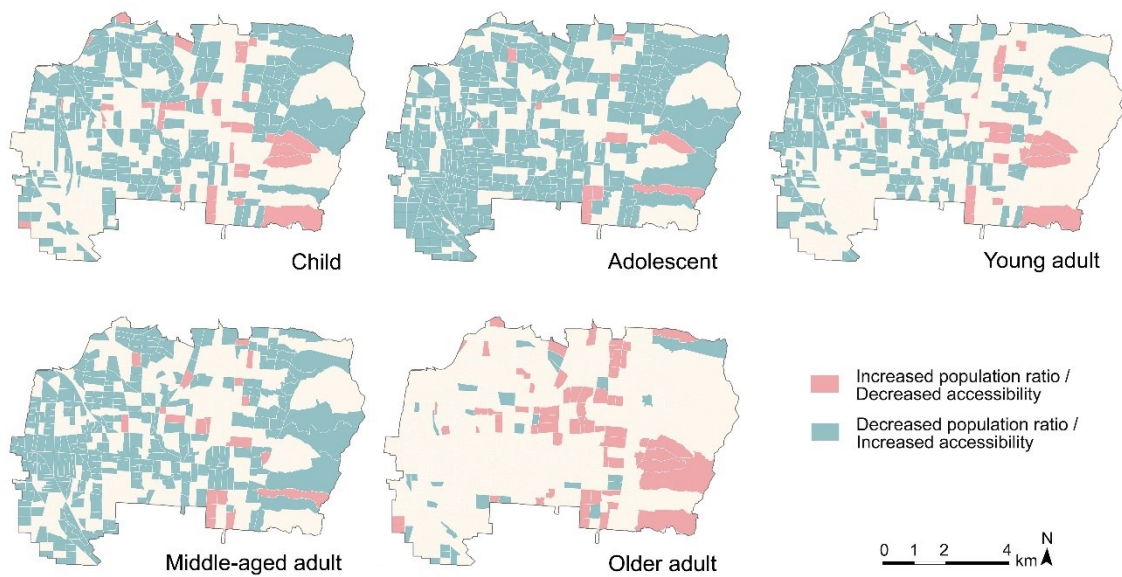 Child
Adolescent
Young adult
Middle-aged adult
Older adult
Increased population ratio /
Decreased accessibility
Decreased population ratio /
Increased accessibility
0 1 2 4
km
N